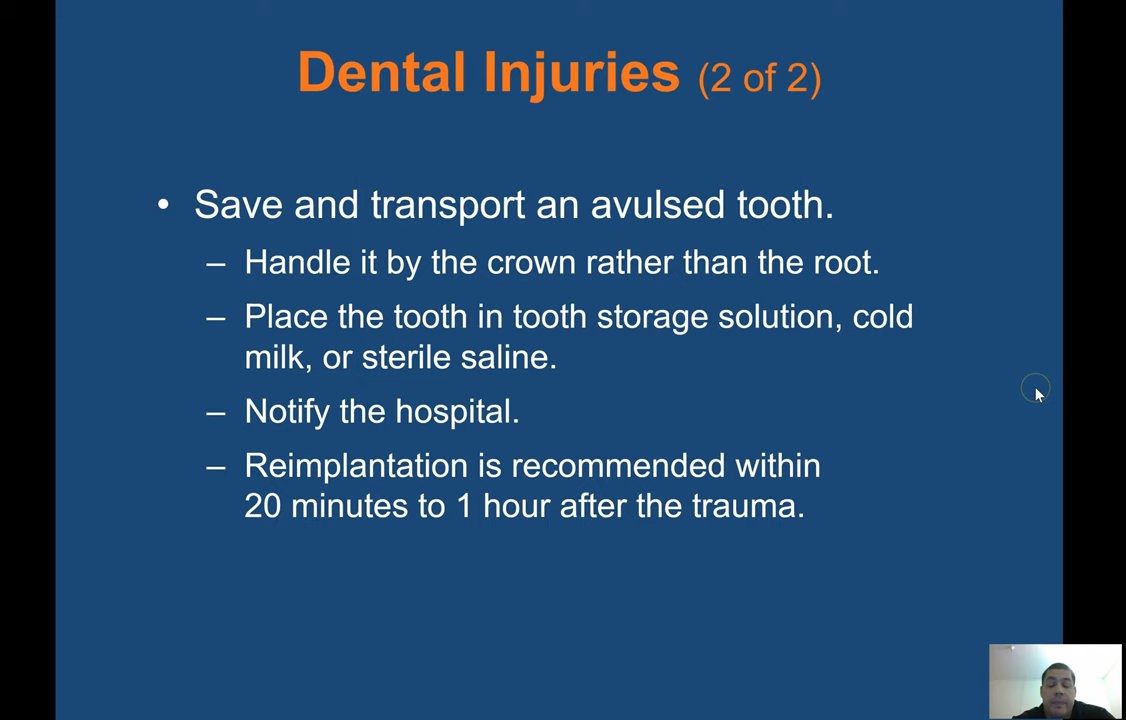 Dental Injuries (2 of 2)
• Save and transport an avulsed tooth.
– Handle it by the crown rather than the root.
– Place the tooth in tooth storage solution, cold
milk, or sterile saline.
– Notify the hospital.
– Reimplantation is recommended within
20 minutes to 1 hour after the trauma.